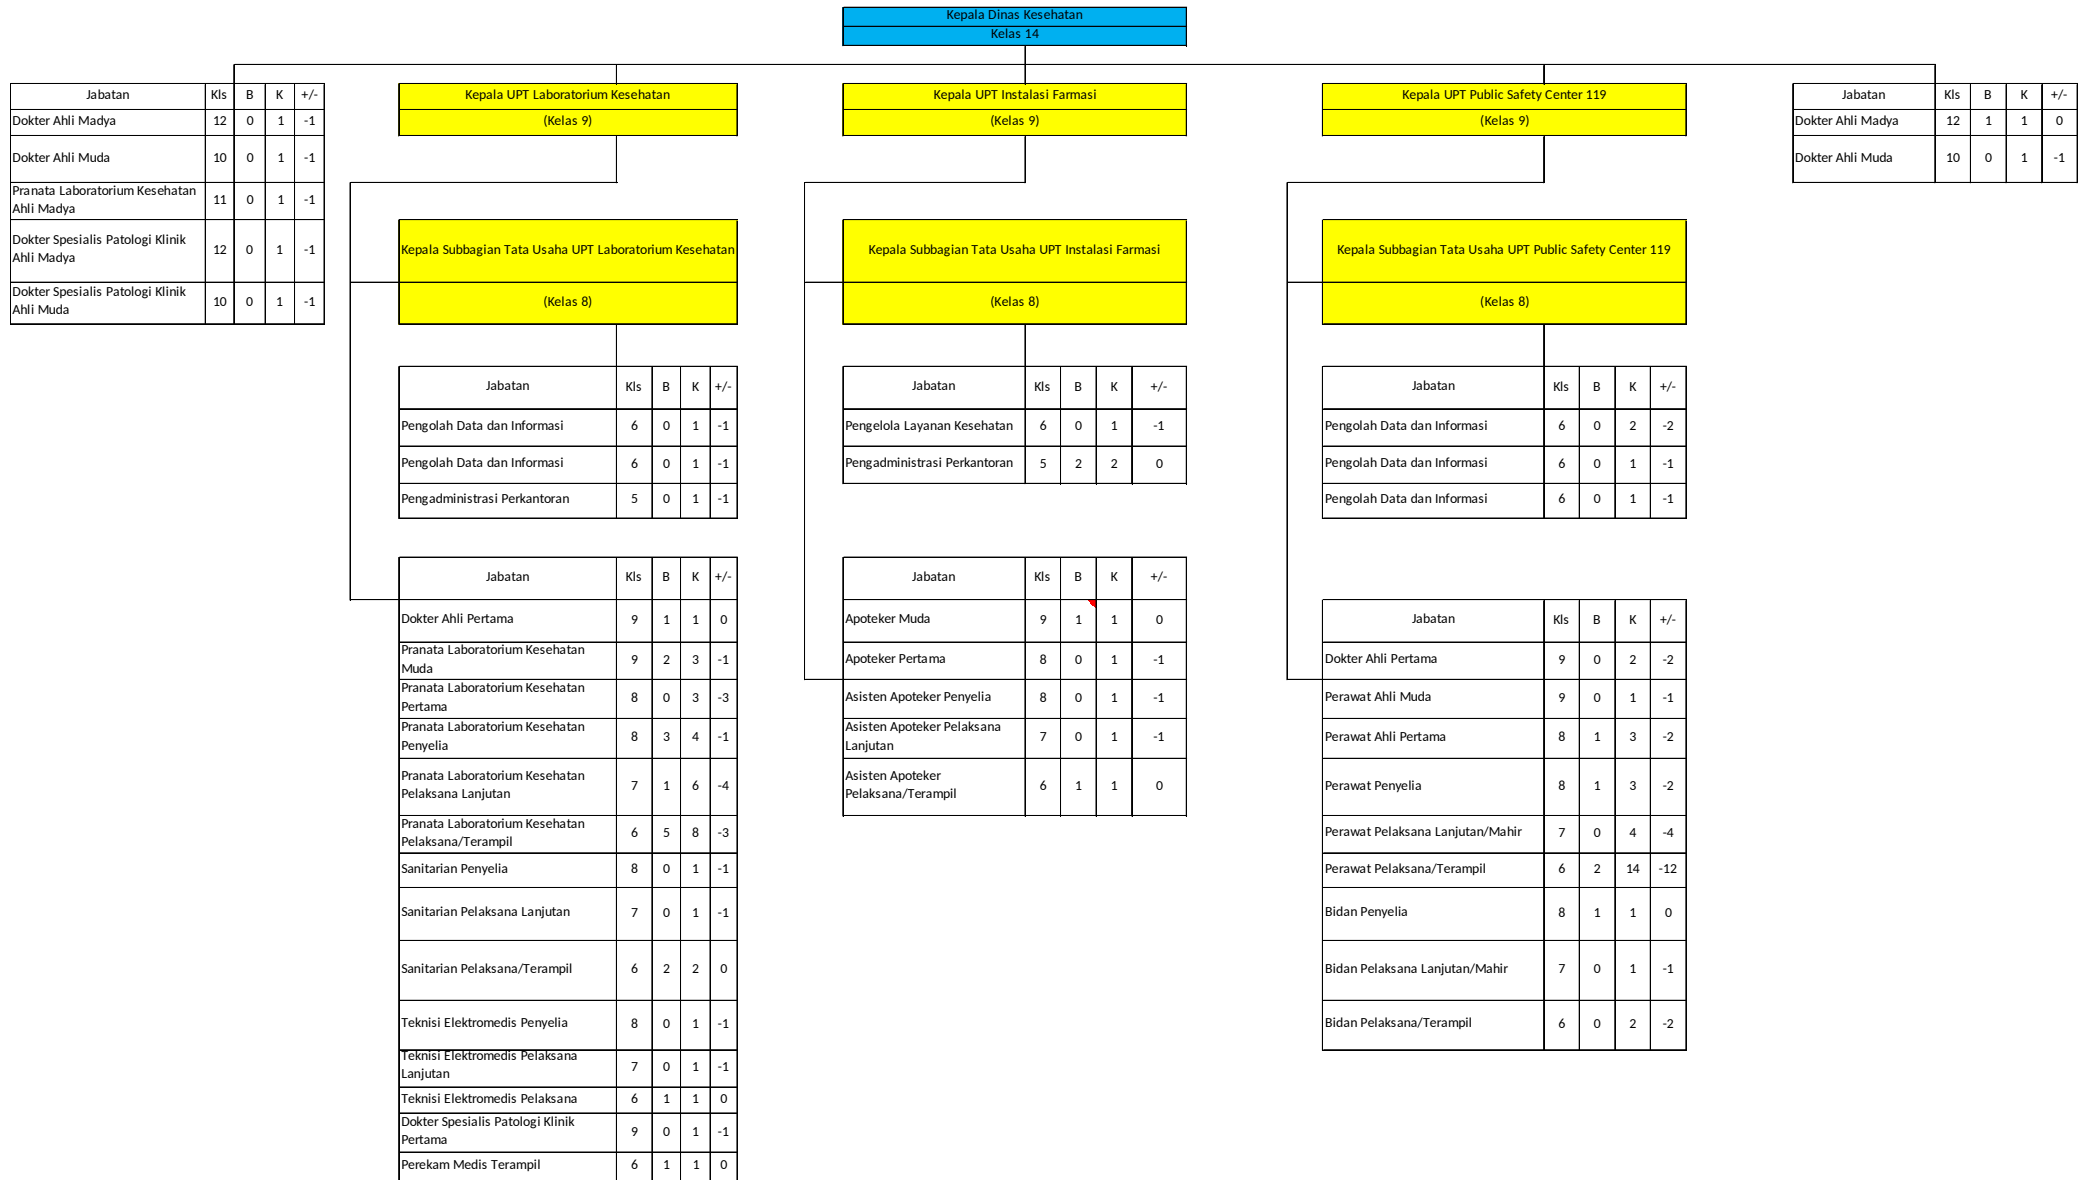 Kepala Dinas Kesehatan
Kelas 14
Jabatan Kls B K +/-
Dokter Ahli Madya 12 0 1 -1
Dokter Ahli Muda 10 0 1 -1
Pranata Laboratorium Kesehatan
Ahli Madya 11 0 1 -1
Dokter Spesialis Patologi Klinik
Ahli Madya 12 0 1 -1
Dokter Spesialis Patologi Klinik
Ahli Muda 10 0 1 -1
Kepala UPT Laboratorium Kesehatan
(Kelas 9)
Kepala Subbagian Tata Usaha UPT Laboratorium Kesehatan
(Kelas 8)
Jabatan Kls B K +/-
Pengolah Data dan Informasi 6 0 1 -1
Pengolah Data dan Informasi 6 0 1 -1
Pengadministrasi Perkantoran 5 0 1 -1
Jabatan Kls B K +/-
Dokter Ahli Pertama 9 1 1 0
Pranata Laboratorium Kesehatan
Muda 9 2 3 -1
Pranata Laboratorium Kesehatan
Pertama 8 0 3 -3
Pranata Laboratorium Kesehatan
Penyelia 8 3 4 -1
Pranata Laboratorium Kesehatan
Pelaksana Lanjutan 7 1 6 -4
Pranata Laboratorium Kesehatan
Pelaksana/Terampil 6 5 8 -3
Sanitarian Penyelia 8 0 1 -1
Sanitarian Pelaksana Lanjutan 7 0 1 -1
Sanitarian Pelaksana/Terampil 6 2 2 0
Teknisi Elektromedis Penyelia 8 0 1 -1
Teknisi Elektromedis Pelaksana
Lanjutan 7 0 1 -1
Teknisi Elektromedis Pelaksana 6 1 1 0
Dokter Spesialis Patologi Klinik
Pertama 9 0 1 -1
Perekam Medis Terampil 6 1 1 0
Kepala UPT Instalasi Farmasi
(Kelas 9)
Kepala Subbagian Tata Usaha UPT Instalasi Farmasi
(Kelas 8)
Jabatan Kls B K +/-
Pengelola Layanan Kesehatan 6 0 1 -1
Pengadministrasi Perkantoran 5 2 2 0
Jabatan Kls B K +/-
Apoteker Muda 9 1 1 0
Apoteker Pertama 8 0 1 -1
Asisten Apoteker Penyelia 8 0 1 -1
Asisten Apoteker Pelaksana
Lanjutan 7 0 1 -1
Asisten Apoteker
Pelaksana/Terampil 6 1 1 0
Kepala UPT Public Safety Center 119
(Kelas 9)
Kepala Subbagian Tata Usaha UPT Public Safety Center 119
(Kelas 8)
Jabatan Kls B K +/-
Pengolah Data dan Informasi 6 0 2 -2
Pengolah Data dan Informasi 6 0 1 -1
Pengolah Data dan Informasi 6 0 1 -1
Jabatan Kls B K +/-
Dokter Ahli Pertama 9 0 2 -2
Perawat Ahli Muda 9 0 1 -1
Perawat Ahli Pertama 8 1 3 -2
Perawat Penyelia 8 1 3 -2
Perawat Pelaksana Lanjutan/Mahir 7 0 4 -4
Perawat Pelaksana/Terampil 6 2 14 -12
Bidan Penyelia 8 1 1 0
Bidan Pelaksana Lanjutan/Mahir 7 0 1 -1
Bidan Pelaksana/Terampil 6 0 2 -2
Jabatan Kls B K +/-
Dokter Ahli Madya 12 1 1 0
Dokter Ahli Muda 10 0 1 -1